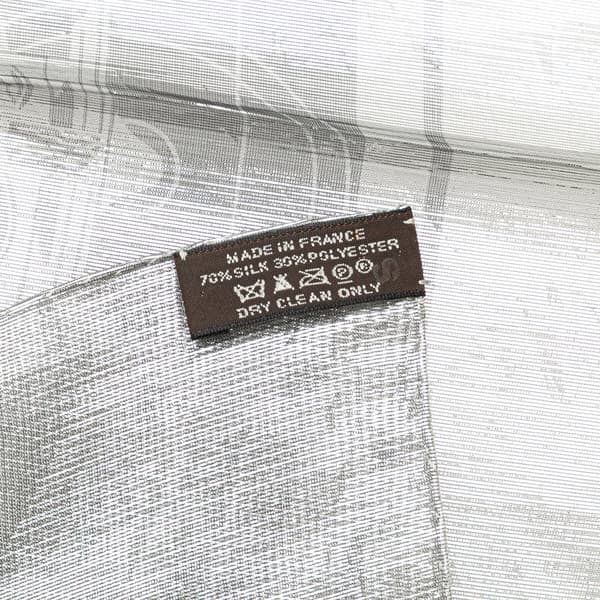 MADE IN FRANCE
70% SILK 30% POLYESTER
P
DRY CLEAN ONLY